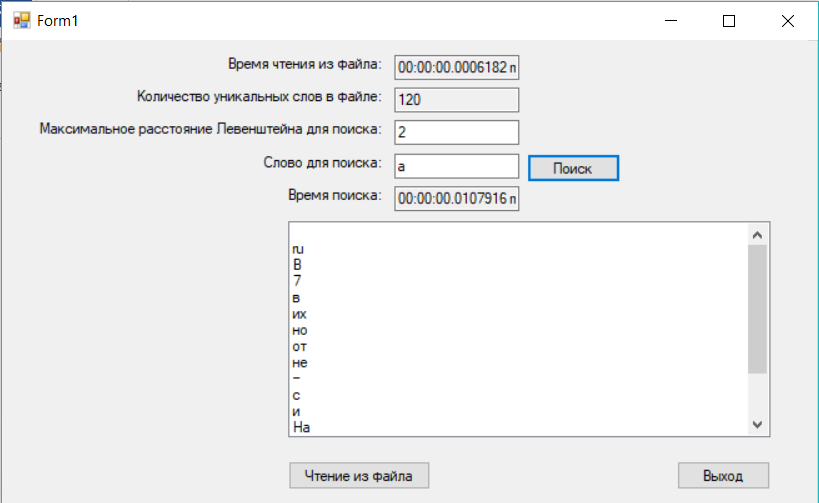 Form1
Время чтения из файла: 00:00:00.0006182 п
Количество уникальных слов в файле: 120
Максимальное расстояние Левенштейна для поиска: 2
Слово для поиска: а Поиск
Время поиска: 00:00:00.0107916 п
ru
В
7
в
их
но
от
не
–
с
и
На
Чтение из файла Выход